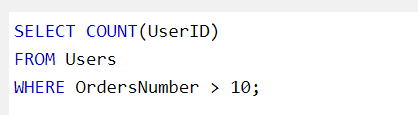 SELECT COUNT(UserID)
FROM Users
WHERE OrdersNumber > 10;